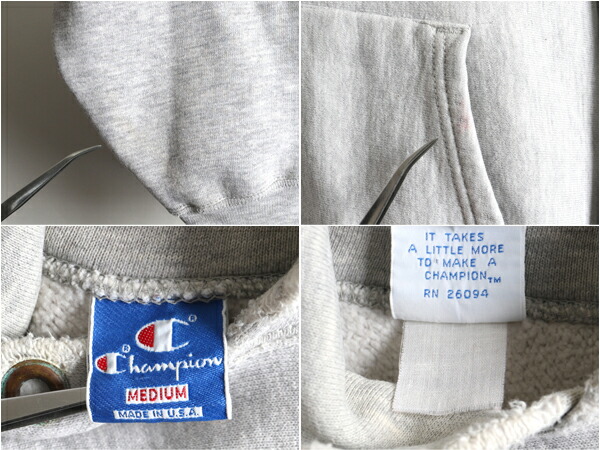 Champion
MEDIUM
MADE IN U.S.A.
IT TAKES
A LITTLE MORE
TO MAKE A
CHAMPION™
RN 26094